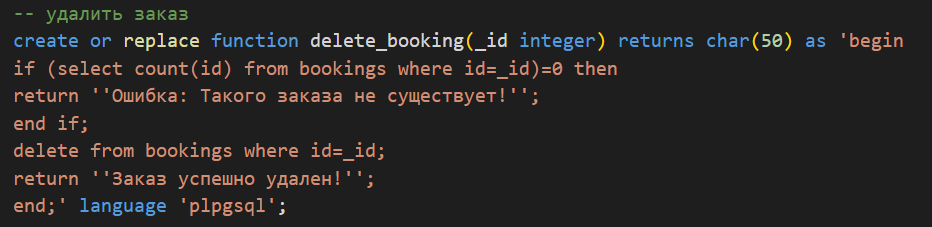 -- удалить заказ
create or replace function delete_booking(_id integer) returns char(50) as 'begin
if (select count(id) from bookings where id=_id)=0 then
return ''Ошибка: Такого заказа не существует!'';
end if;
delete from bookings where id=_id;
return ''Заказ успешно удален!'';
end;' language 'plpgsql';